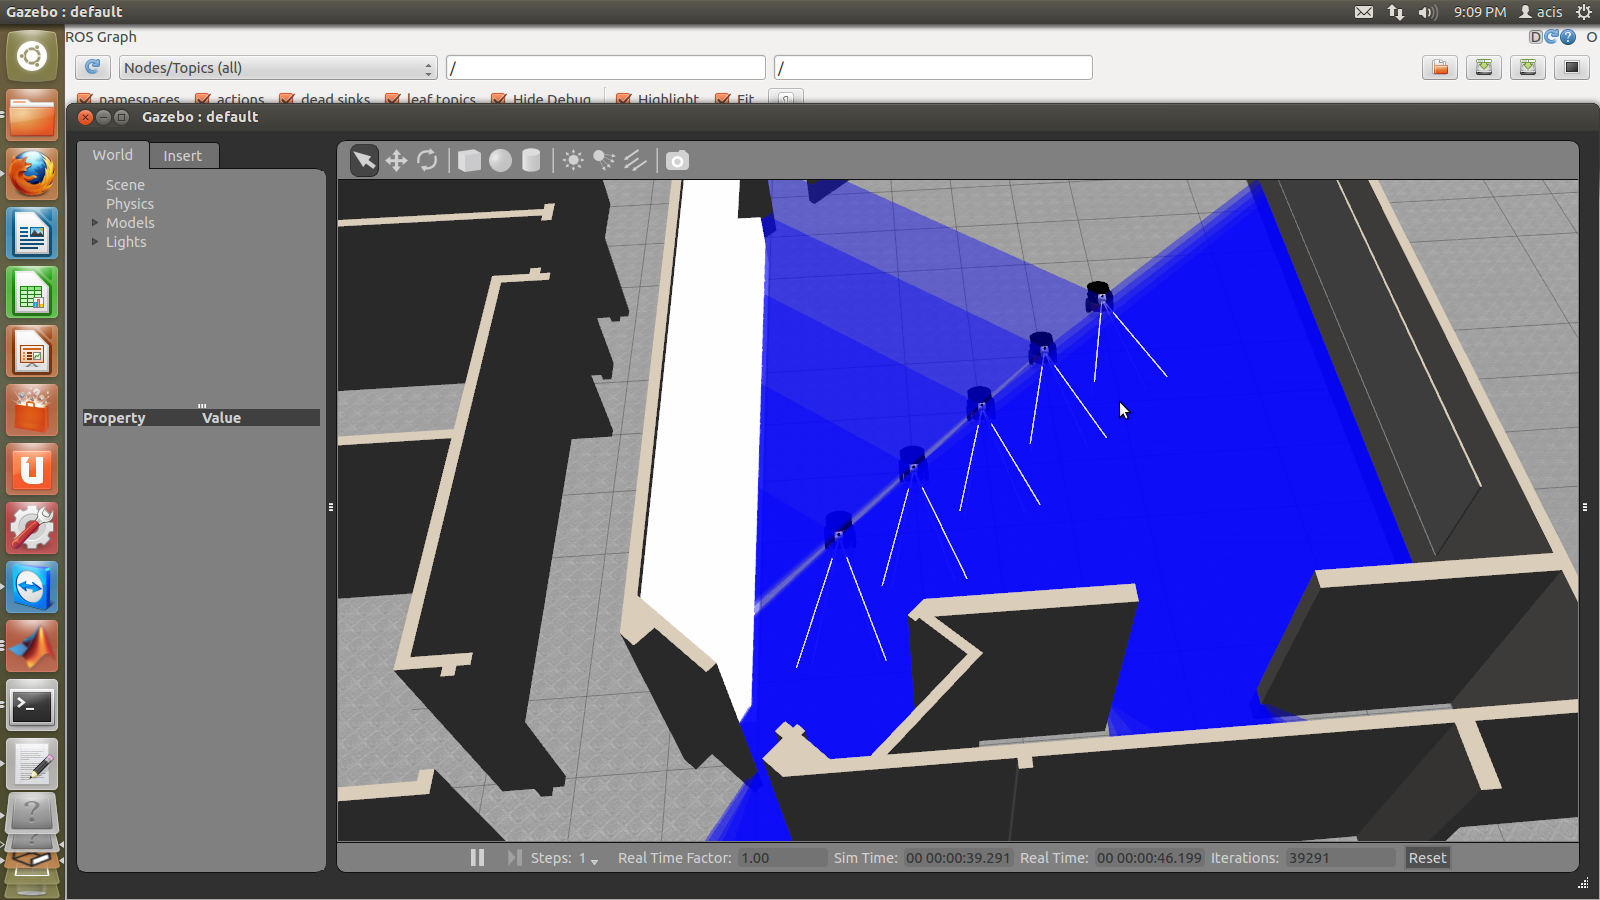 Gazebo : default
9:09 PM acis
ROS Graph
D O
Nodes/Topics (all) / /
namespaces actions dead sinks leaf topics Hide Debug Highlight Fit
Gazebo : default
World Insert
Scene
Physics
Models
Lights
Property Value
Steps: 1 Real Time Factor: 1.00 Sim Time: 00 00:00:39.291 Real Time: 00 00:00:46.199 Iterations: 39291 Reset